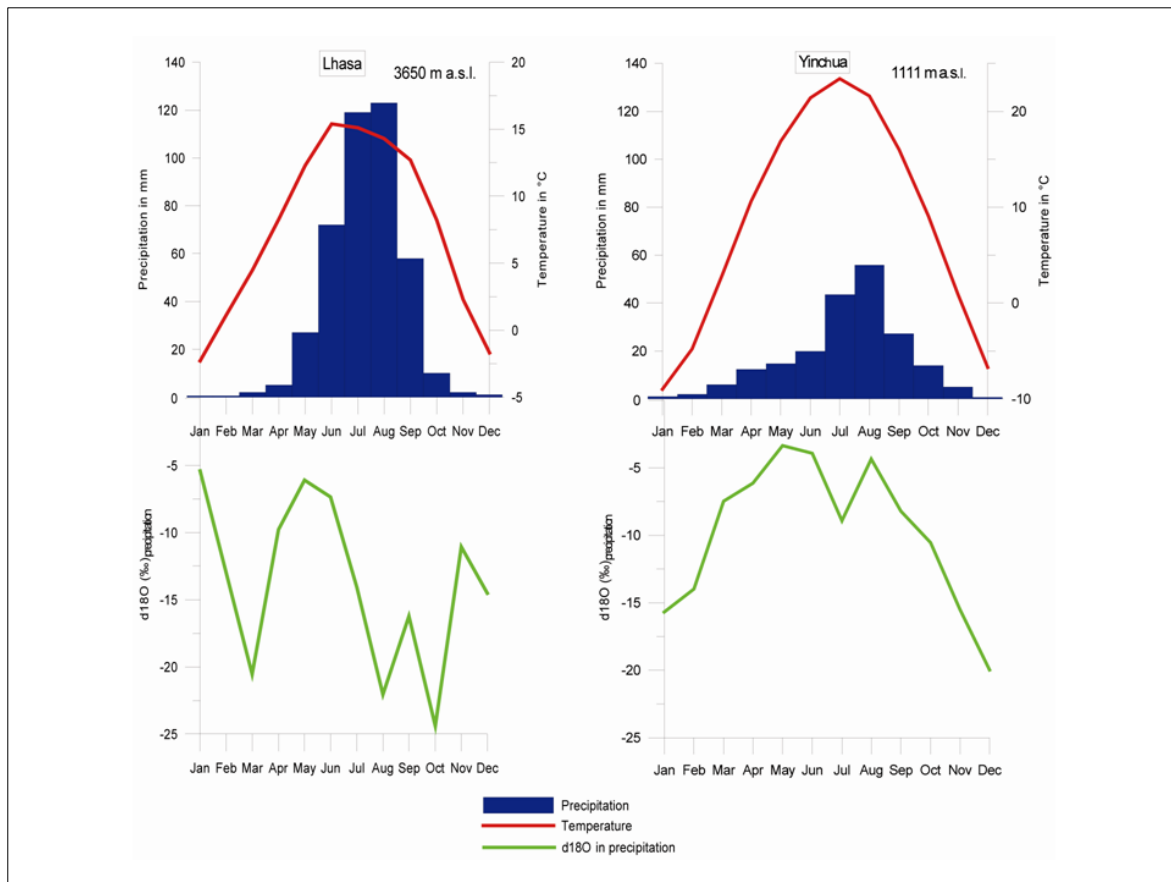 Lhasa
3650 m a.s.l.
140
120
100
80
60
40
20
0
Precipitation in mm
20
15
10
5
0
-5
Temperature in °C
Jan Feb Mar Apr May Jun Jul Aug Sep Oct Nov Dec
Yinchua
1111 m a.s.l.
140
120
100
80
60
40
20
0
Precipitation in mm
20
10
0
-10
Temperature in °C
Jan Feb Mar Apr May Jun Jul Aug Sep Oct Nov Dec
-5
-10
-15
-20
-25
d18O (‰)precipitation
Jan Feb Mar Apr May Jun Jul Aug Sep Oct Nov Dec
-5
-10
-15
-20
-25
d18O (‰)precipitation
Jan Feb Mar Apr May Jun Jul Aug Sep Oct Nov Dec
Precipitation
Temperature
d18O in precipitation